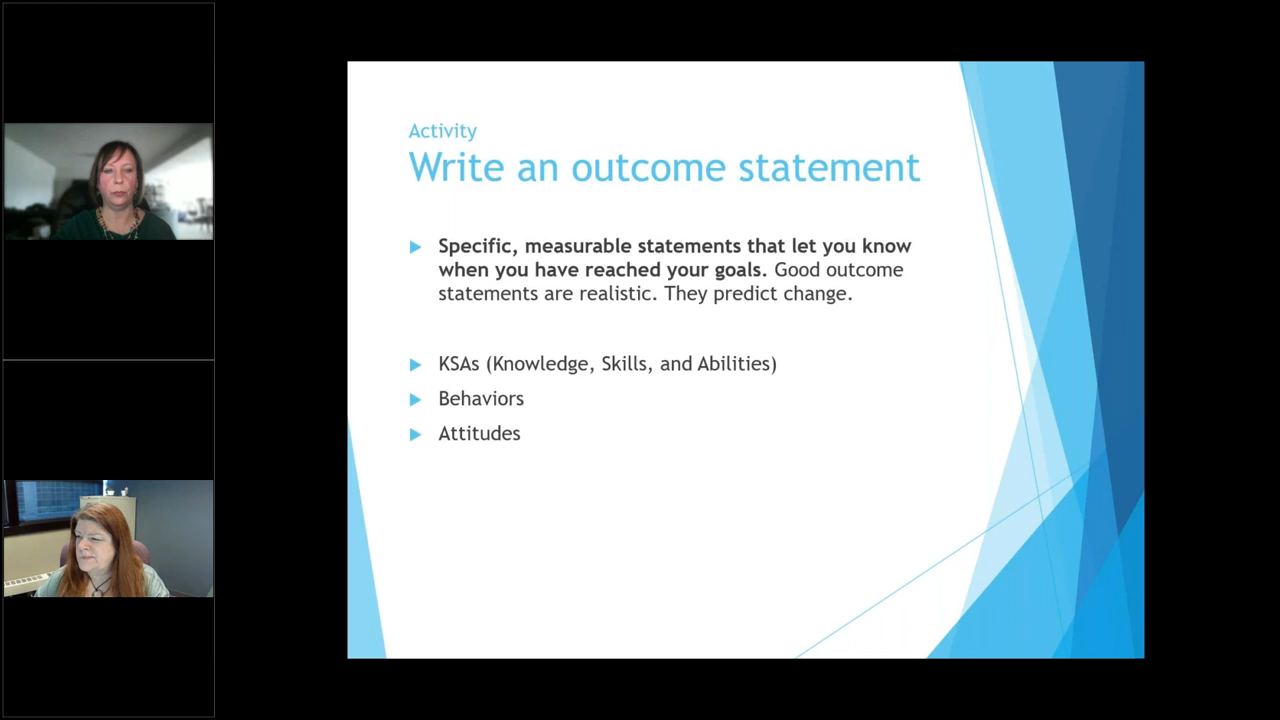 Activity
Write an outcome statement
Specific, measurable statements that let you know
when you have reached your goals. Good outcome
statements are realistic. They predict change.
KSAs (Knowledge, Skills, and Abilities)
Behaviors
Attitudes